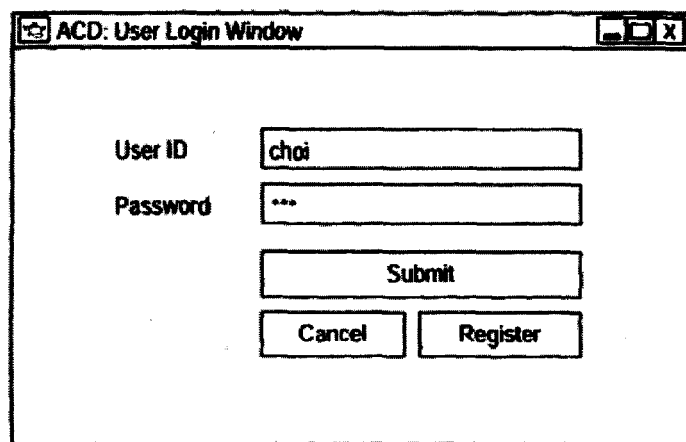 ACD: User Login Window X
User ID choi
Password ***
Submit
Cancel Register